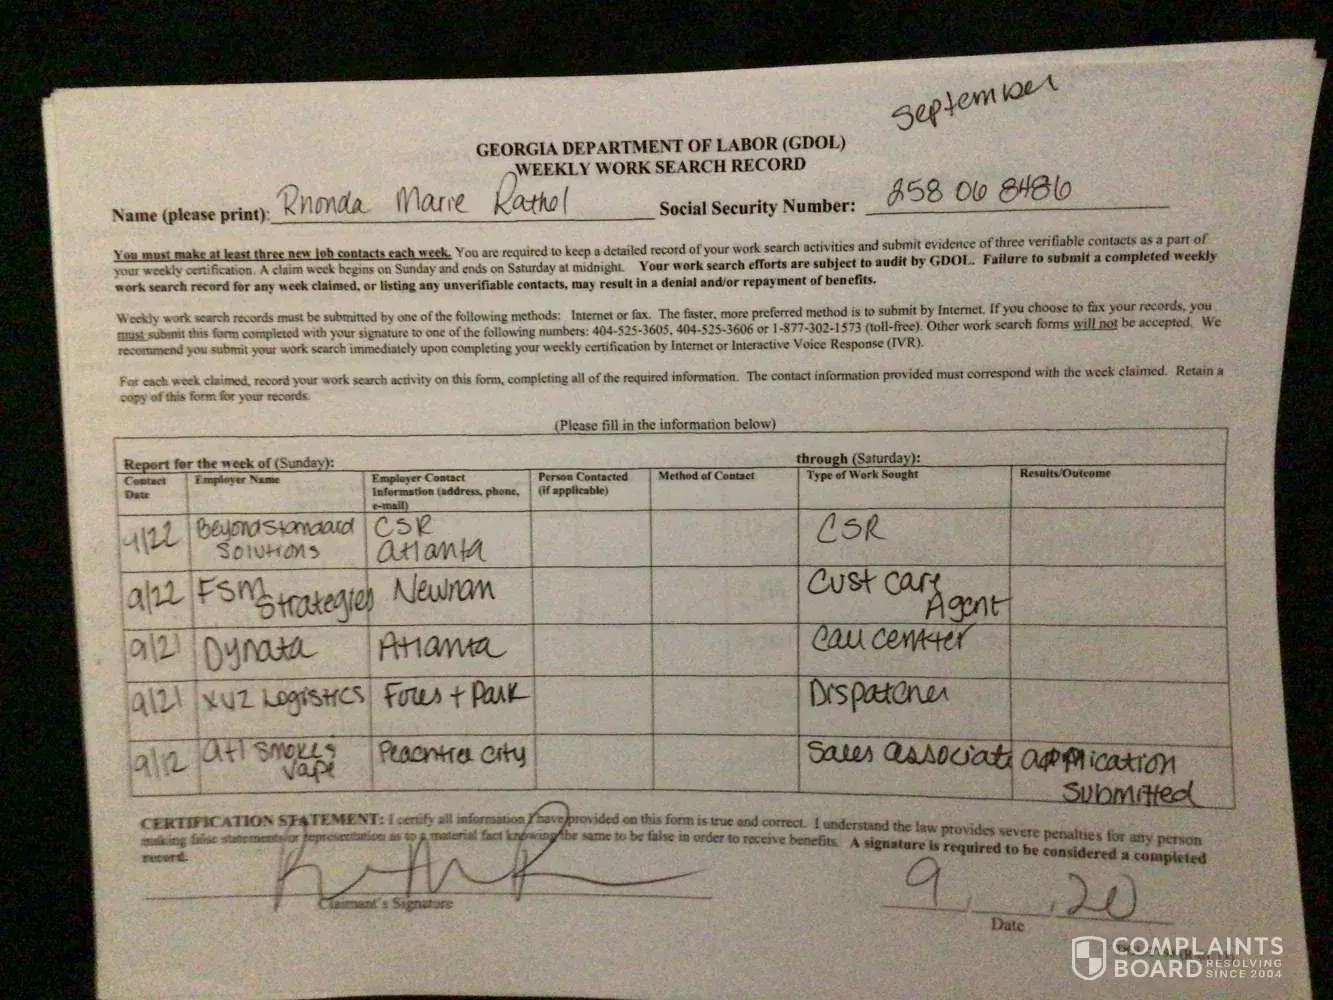 September
GEORGIA DEPARTMENT OF LABOR (GDOL)
WEEKLY WORK SEARCH RECORD
Name (please print): Rhonda Marie Rathel Social Security Number: [redacted]
You must make at least three new job contacts each week. You are required to keep a detailed record of your work search activities and submit evidence of three verifiable contacts as a part of
your weekly certification. A claim week begins on Sunday and ends on Saturday at midnight. Your work search efforts are subject to audit by GDOL. Failure to submit a completed weekly
work search record for any week claimed, or listing any unverifiable contacts, may result in a denial and/or repayment of benefits.
Weekly work search records must be submitted by one of the following methods: Internet or fax. The faster, more preferred method is to submit by Internet. If you choose to fax your records, you
must submit this form completed with your signature to one of the following numbers: 404-525-3605, 404-525-3606 or 1-877-302-1573 (toll-free). Other work search forms will not be accepted. We
recommend you submit your work search immediately upon completing your weekly certification by Internet or Interactive Voice Response (IVR).
For each week claimed, record your work search activity on this form, completing all of the required information. The contact information provided must correspond with the week claimed. Retain a
copy of this form for your records.
(Please fill in the information below)
Report for the week of (Sunday): through (Saturday):
Contact Date Employer Name Employer Contact Information (address, phone, e-mail) Person Contacted (if applicable) Method of Contact Type of Work Sought Results/Outcome
9/22 Beyond Standard CSR CSR
Solutions Atlanta
9/22 FSM Newnan Cust care
Strategies Agent
9/21 Dynata Atlanta Call center
9/21 XUZ Logistics Fores + Park Dispatcher
9/12 Atl Smoke & Peachtree City Sales Associate application
Vape Submitted
CERTIFICATION STATEMENT: I certify all information I have provided on this form is true and correct. I understand the law provides severe penalties for any person
making false statements or representation as to a material fact knowing the same to be false in order to receive benefits. A signature is required to be considered a completed
record.
9 , , 20
Claimant's Signature Date
COMPLAINTS
BOARD RESOLVING
SINCE 2004